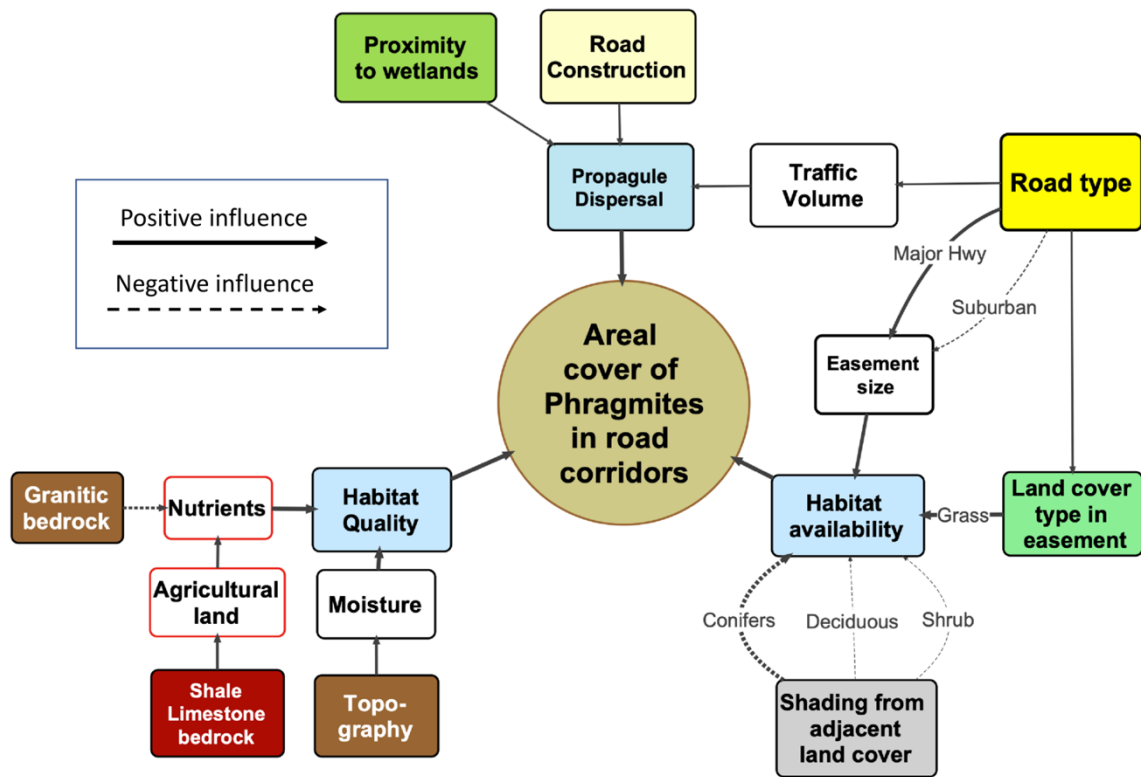 Proximity
to wetlands
Road
Construction
Propagule
Dispersal
Traffic
Volume
Road type
Positive influence
Negative influence
Major Hwy
Suburban
Areal
cover of
Phragmites
in road
corridors
Easement
size
Granitic
bedrock
Nutrients
Habitat
Quality
Habitat
availability
Grass
Land cover
type in
easement
Agricultural
land
Moisture
Conifers
Deciduous
Shrub
Shale
Limestone
bedrock
Topo-
graphy
Shading from
adjacent
land cover